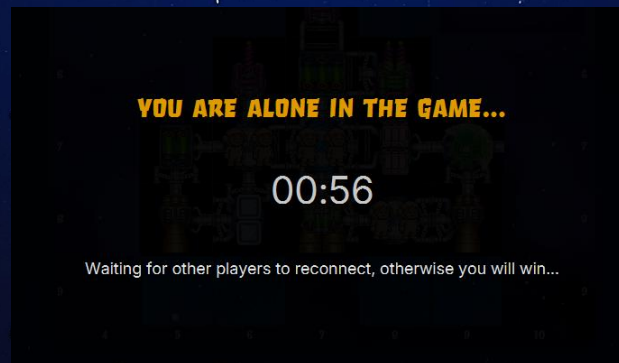 YOU ARE ALONE IN THE GAME...
00:56
Waiting for other players to reconnect, otherwise you will win...